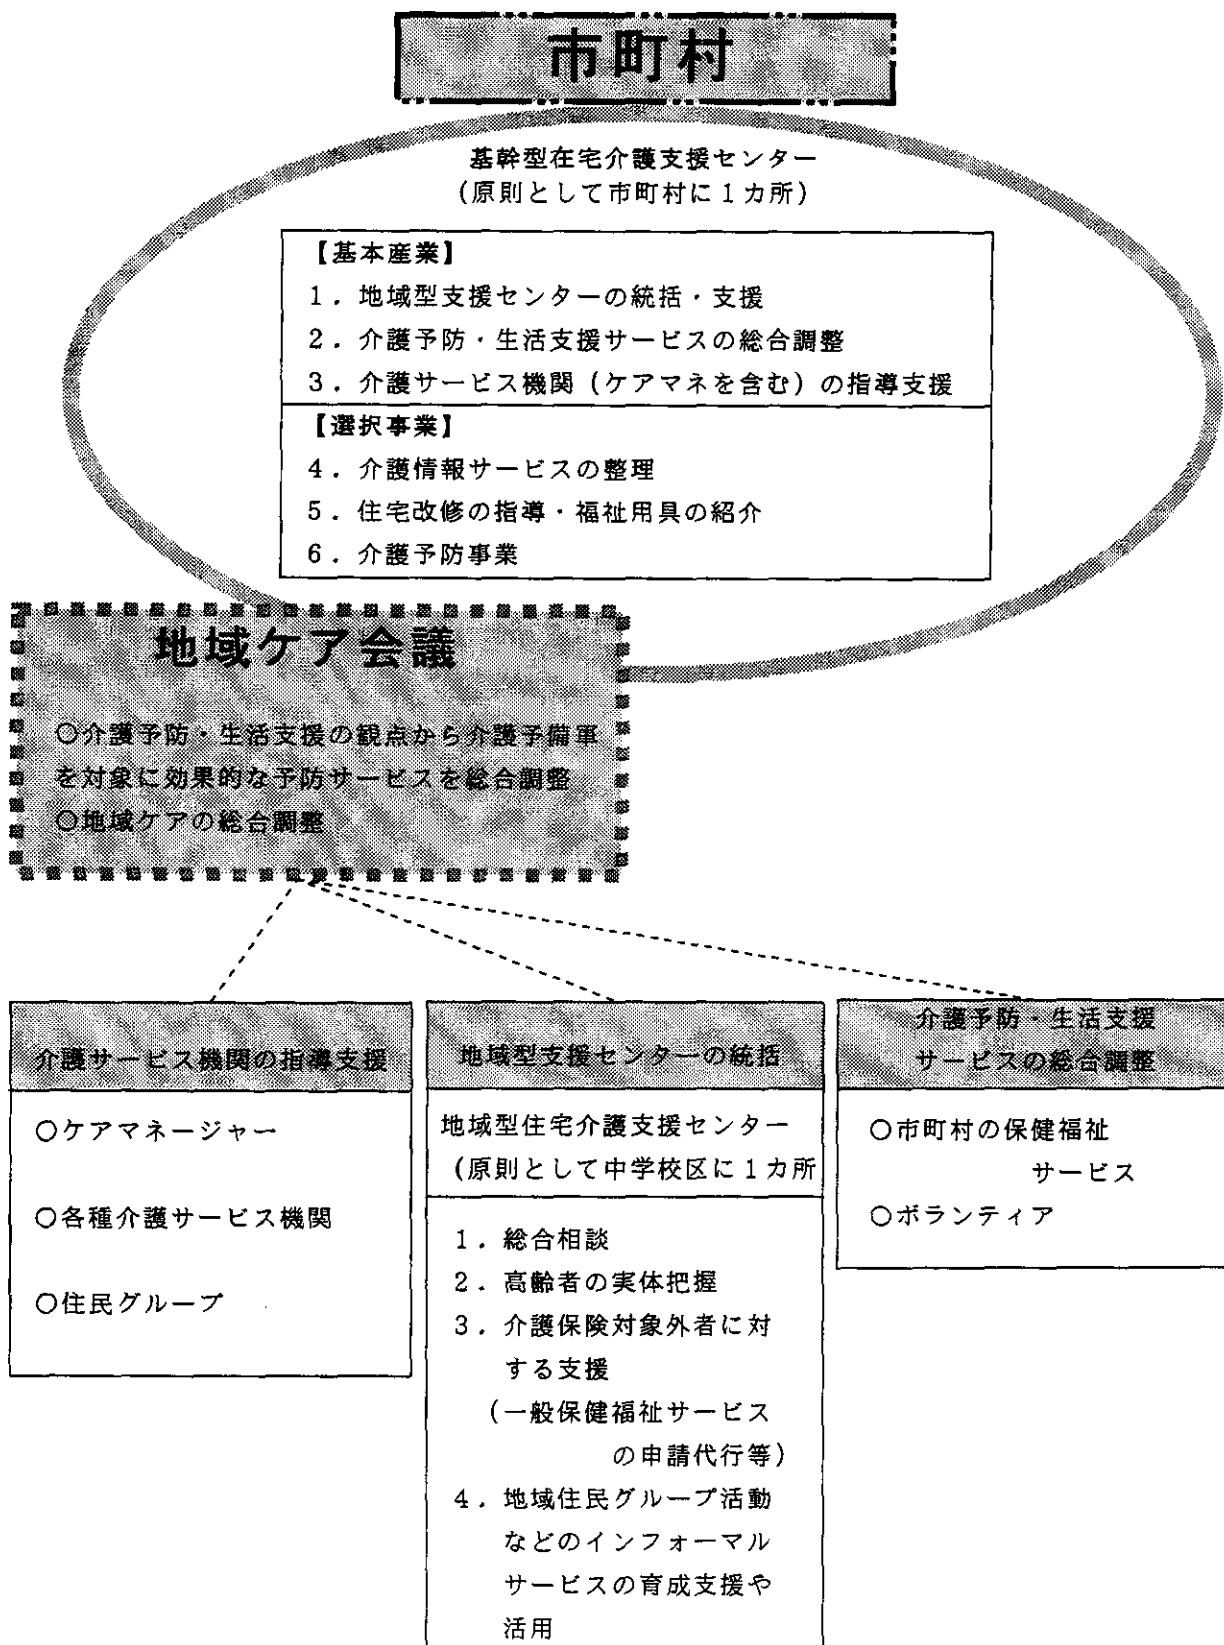 市町村
基幹型在宅介護支援センター
(原則として市町村に1カ所)
【基本産業】
1．地域型支援センターの統括・支援
2．介護予防・生活支援サービスの総合調整
3．介護サービス機関（ケアマネを含む）の指導支援
【選択事業】
4．介護情報サービスの整理
5．住宅改修の指導・福祉用具の紹介
6．介護予防事業
地域ケア会議
○介護予防・生活支援の観点から介護予備軍
を対象に効果的な予防サービスを総合調整
○地域ケアの総合調整
介護サービス機関の指導支援
○ケアマネージャー
○各種介護サービス機関
○住民グループ
地域型支援センターの統括
地域型住宅介護支援センター
(原則として中学校区に1カ所
1．総合相談
2．高齢者の実体把握
3．介護保険対象外者に対
する支援
(一般保健福祉サービス
の申請代行等)
4．地域住民グループ活動
などのインフォーマル
サービスの育成支援や
活用
介護予防・生活支援
サービスの総合調整
○市町村の保健福祉
サービス
○ボランティア